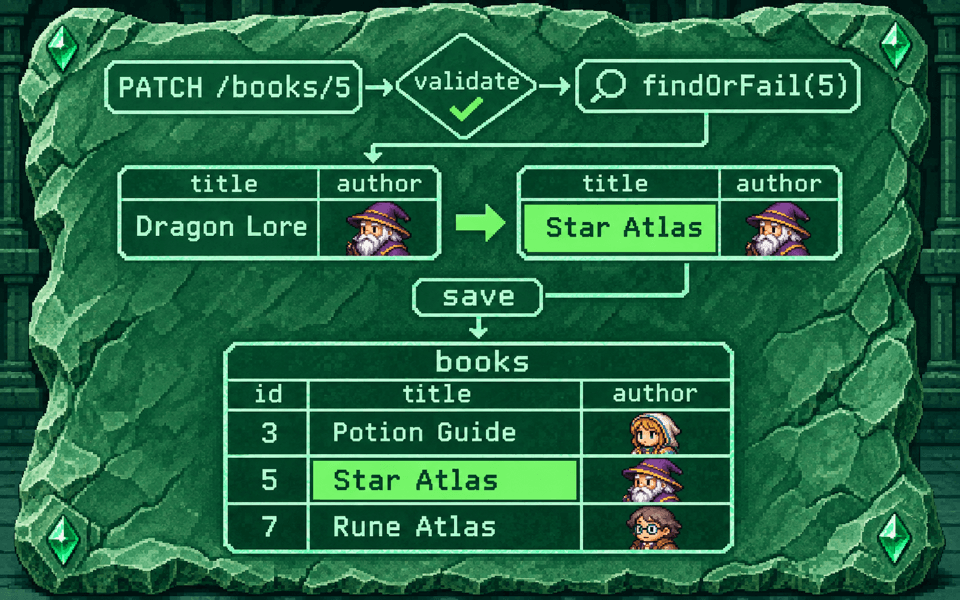 PATCH /books/5
validate
findOrFail(5)
title author
Dragon Lore
title author
Star Atlas
save
books
id title author
3 Potion Guide
5 Star Atlas
7 Rune Atlas